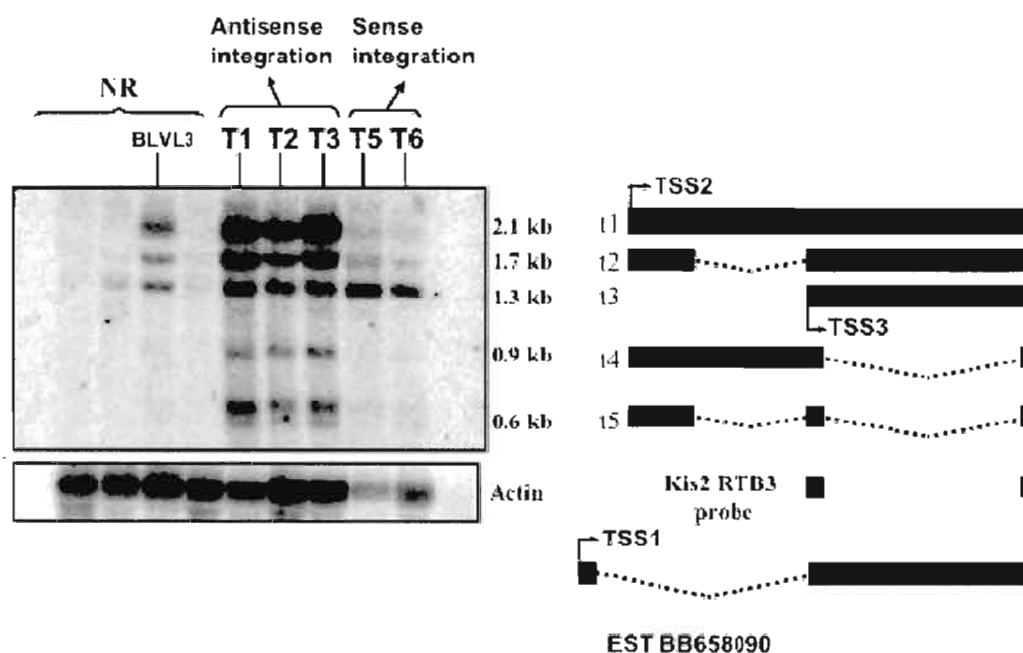 Antisense integration
Sense integration
NR
BLVL3
T1 T2 T3 T5 T6
2.1 kb
1.7 kb
1.3 kb
0.9 kb
0.6 kb
Actin
TSS2
t1
t2
t3
TSS3
t4
t5
Kis2 RTB3
probe
TSS1
EST BB658090